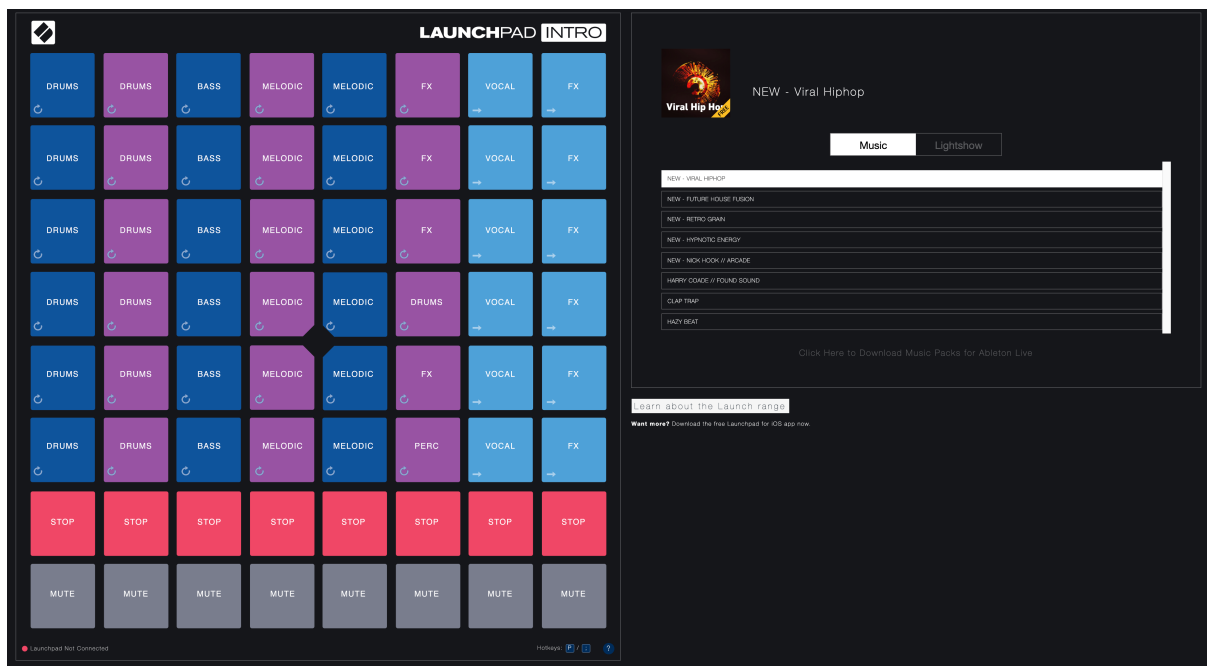 LAUNCHPAD INTRO
DRUMS DRUMS BASS MELODIC MELODIC FX VOCAL FX
DRUMS DRUMS BASS MELODIC MELODIC FX VOCAL FX
DRUMS DRUMS BASS MELODIC MELODIC FX VOCAL FX
DRUMS DRUMS BASS MELODIC MELODIC DRUMS VOCAL FX
DRUMS DRUMS BASS MELODIC MELODIC FX VOCAL FX
DRUMS DRUMS BASS MELODIC MELODIC PERC VOCAL FX
STOP STOP STOP STOP STOP STOP STOP STOP
MUTE MUTE MUTE MUTE MUTE MUTE MUTE MUTE
Launchpad Not Connected
Hotkeys: P / ?
Viral Hip Hop
NEW - Viral Hiphop
Music Lightshow
NEW - VIRAL HIPHOP
NEW - FUTURE HOUSE FUSION
NEW - RETRO GRAIN
NEW - HYPNOTIC ENERGY
NEW - NICK HOOK // ARCADE
HARRY COADE // FOUND SOUND
CLAP TRAP
HAZY BEAT
Click Here to Download Music Packs for Ableton Live
Learn about the Launch range
Want more? Download the free Launchpad for iOS app now.